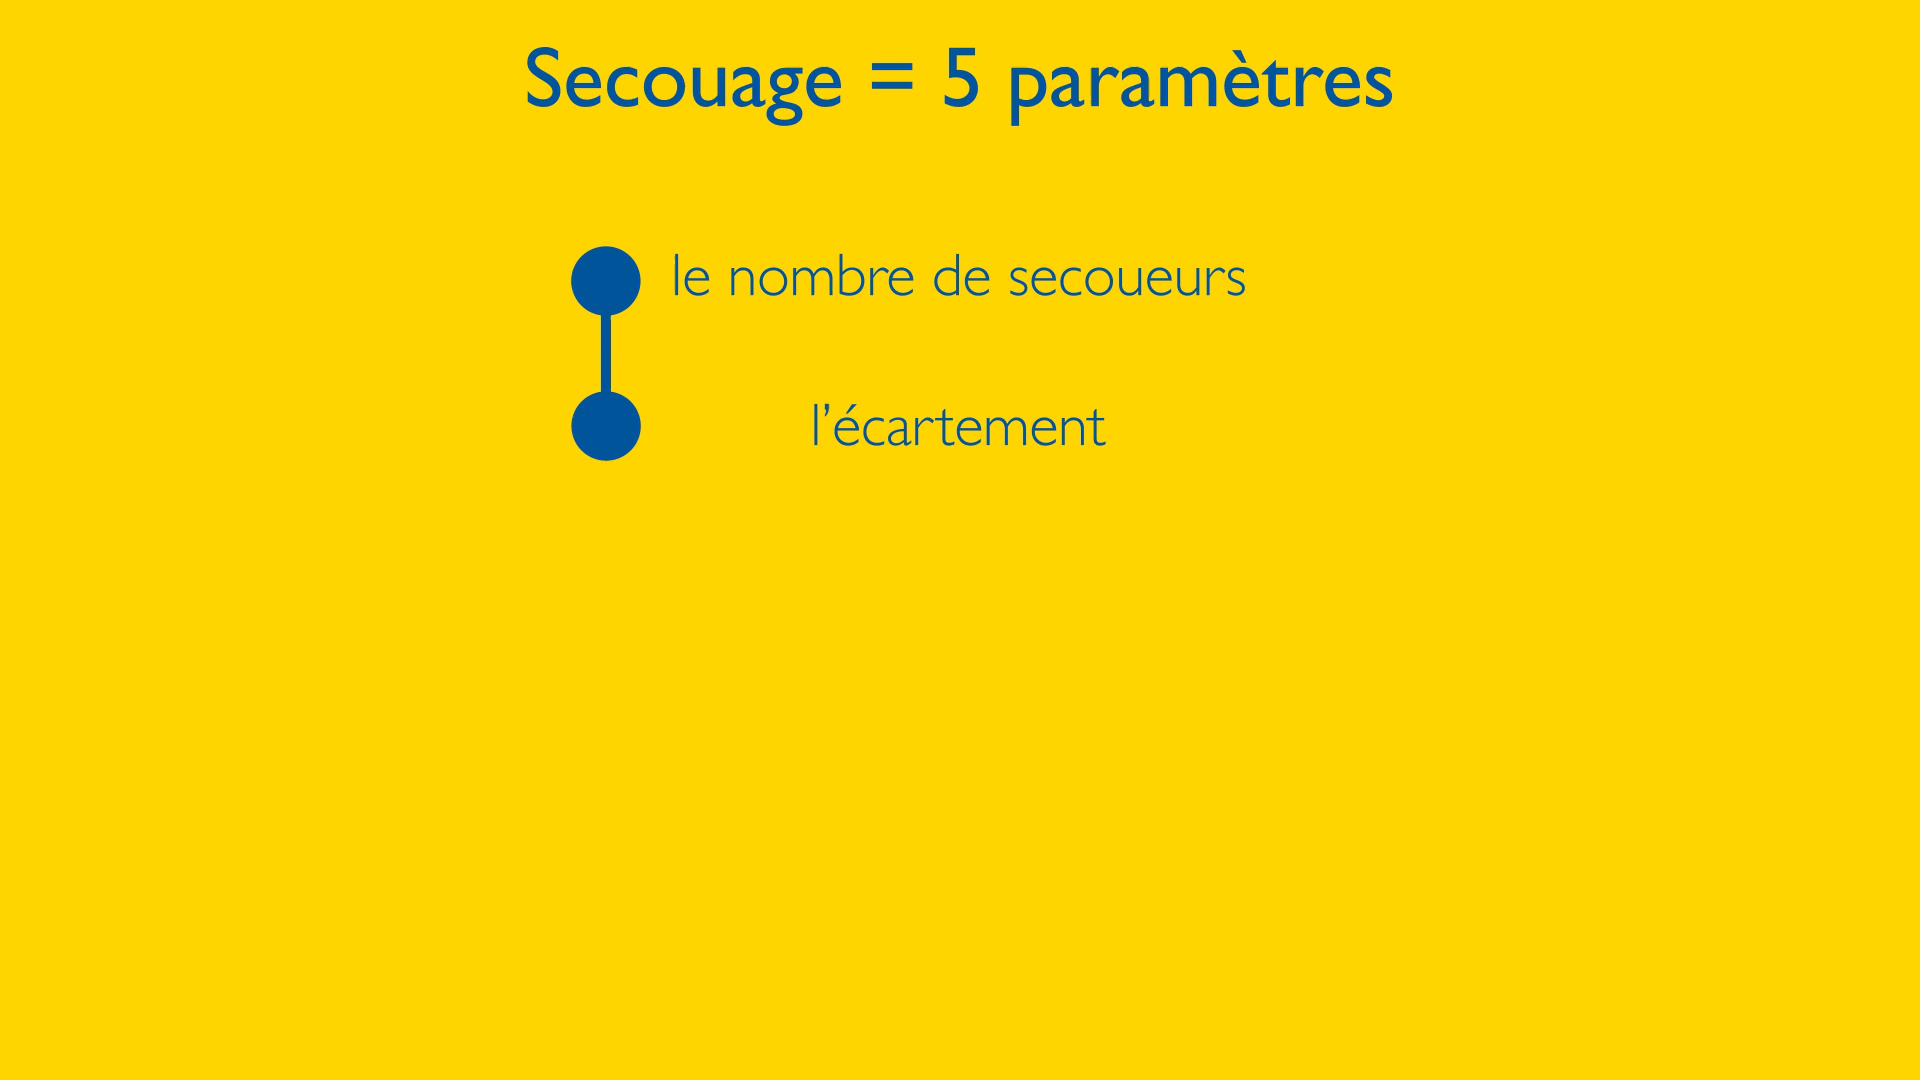 Secouage = 5 paramètres
le nombre de secoueurs
l’écartement